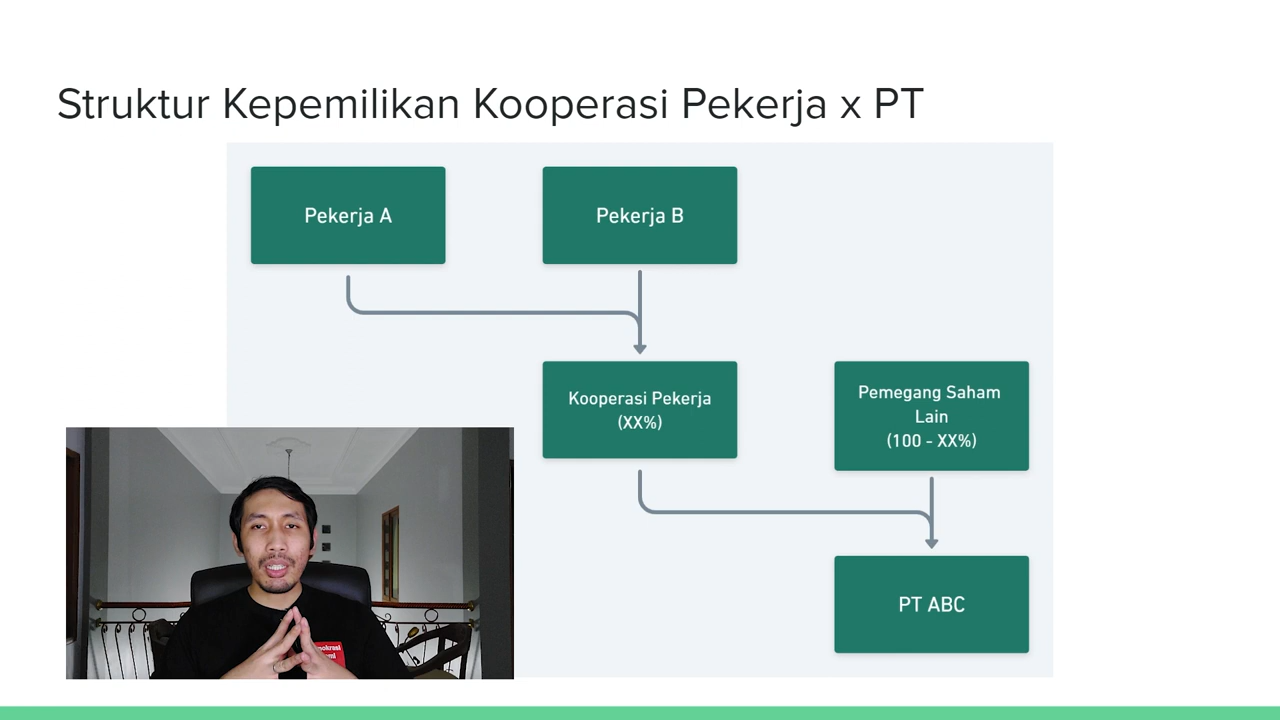 Struktur Kepemilikan Kooperasi Pekerja x PT
Pekerja A
Pekerja B
Kooperasi Pekerja
(XX%)
Pemegang Saham
Lain
(100 - XX%)
PT ABC